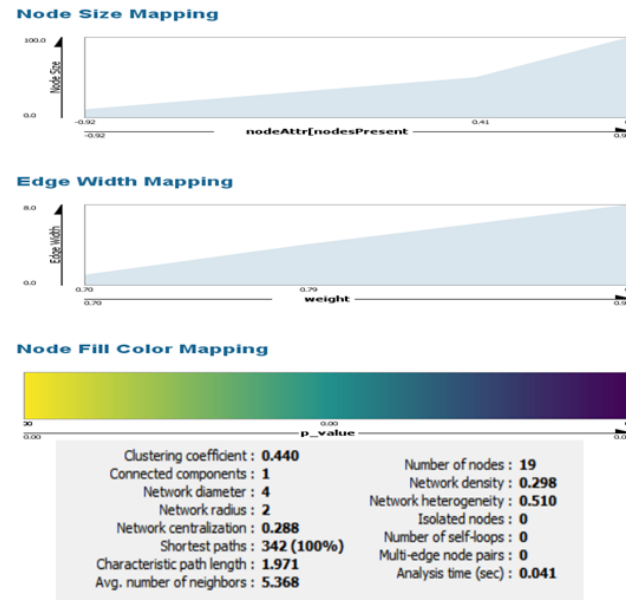 Node Size Mapping
100.0
Node Size
0.0
-0.92
0.41
-0.92
nodeAttr[nodesPresent
Edge Width Mapping
8.0
Edge Width
0.0
0.70
0.79
0.70
weight
Node Fill Color Mapping
0.00
0.00
p_value
Clustering coefficient : 0.440
Connected components : 1
Network diameter : 4
Network radius : 2
Network centralization : 0.288
Shortest paths : 342 (100%)
Characteristic path length : 1.971
Avg. number of neighbors : 5.368
Number of nodes : 19
Network density : 0.298
Network heterogeneity : 0.510
Isolated nodes : 0
Number of self-loops : 0
Multi-edge node pairs : 0
Analysis time (sec) : 0.041